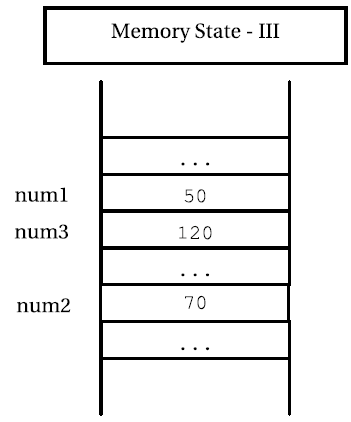 Memory State - III
...
num1 50
num3 120
...
num2 70
...